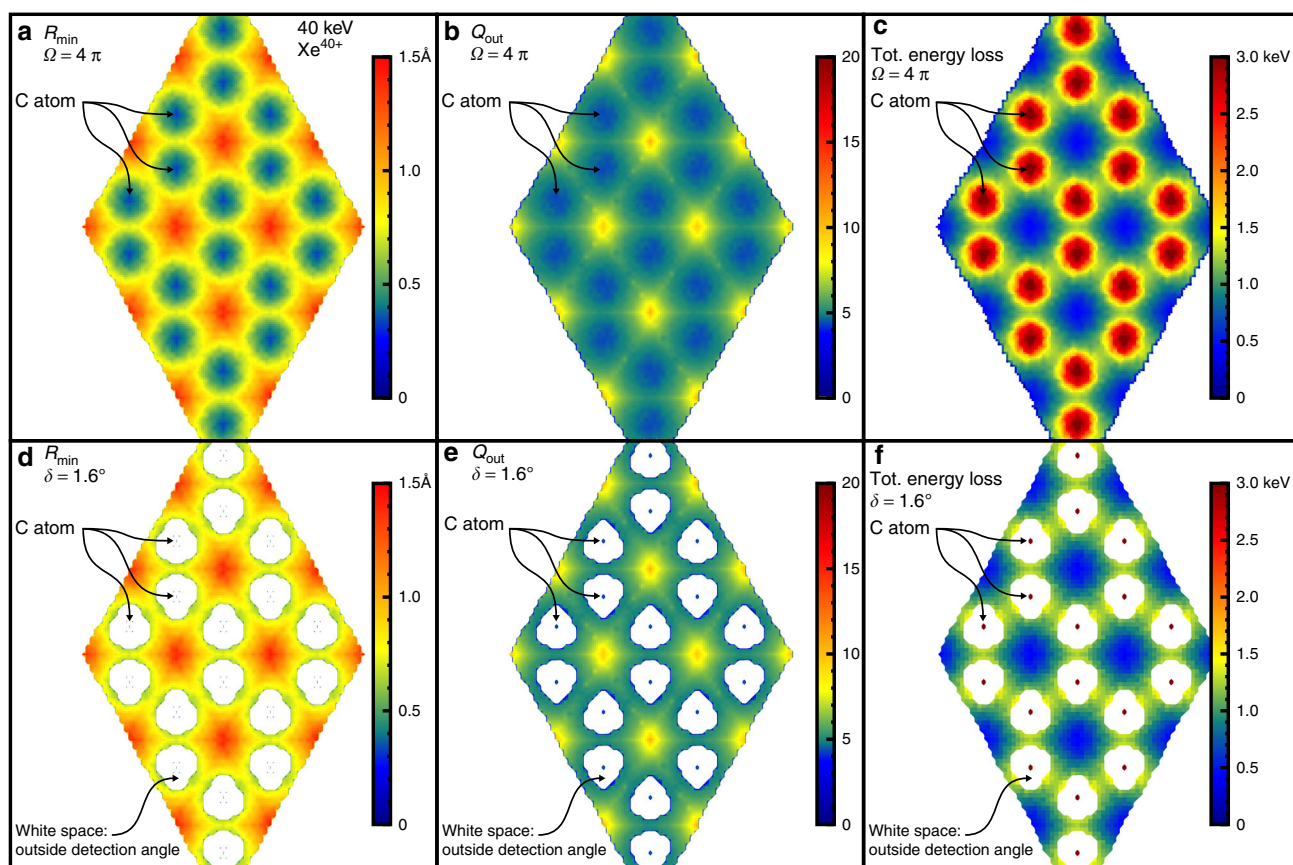 a R_min
Ω = 4 π
40 keV
Xe⁴⁰⁺
C atom
1.5Å
1.0
0.5
0
b Q_out
Ω = 4 π
C atom
20
15
10
5
0
c
Tot. energy loss
Ω = 4 π
C atom
3.0 keV
2.5
2.0
1.5
1.0
0.5
0
d R_min
δ = 1.6°
C atom
1.5Å
1.0
0.5
0
White space:
outside detection angle
e Q_out
δ = 1.6°
C atom
20
15
10
5
0
White space:
outside detection angle
f
Tot. energy loss
δ = 1.6°
C atom
3.0 keV
2.5
2.0
1.5
1.0
0.5
0
White space:
outside detection angle